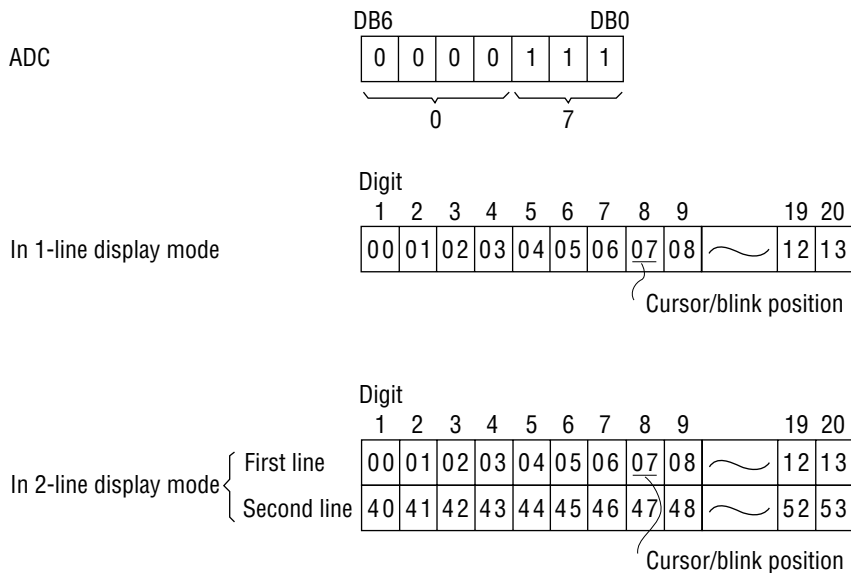 DB6 DB0
ADC 0 0 0 0 1 1 1
0 7
Digit
1 2 3 4 5 6 7 8 9 19 20
In 1-line display mode 00 01 02 03 04 05 06 07 08 12 13
Cursor/blink position
Digit
1 2 3 4 5 6 7 8 9 19 20
First line 00 01 02 03 04 05 06 07 08 12 13
In 2-line display mode
Second line 40 41 42 43 44 45 46 47 48 52 53
Cursor/blink position